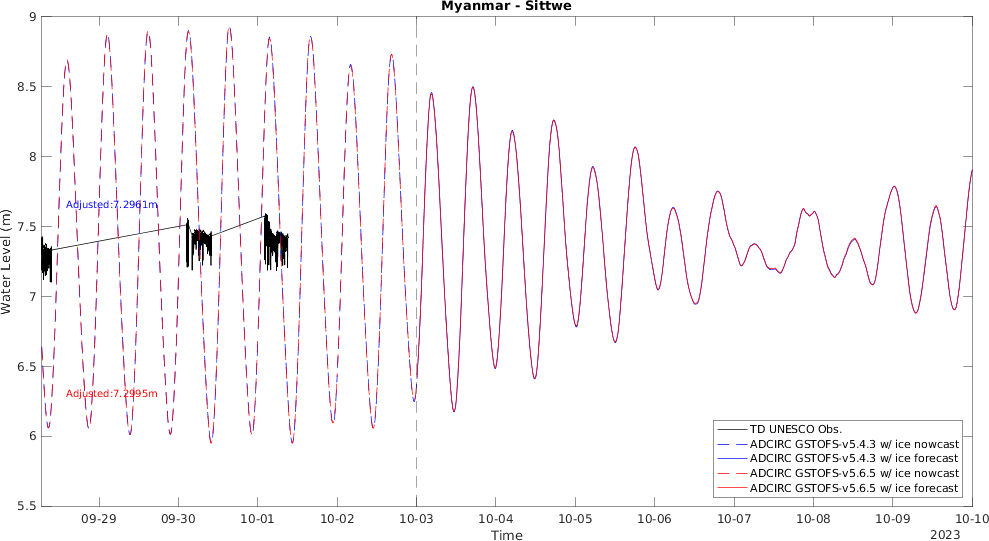 Myanmar - Sittwe
9
8.5
8
7.5
7
6.5
6
5.5
Water Level (m)
Adjusted:7.2961m
Adjusted:7.2995m
TD UNESCO Obs.
ADCIRC GSTOFS-v5.4.3 w/ ice nowcast
ADCIRC GSTOFS-v5.4.3 w/ ice forecast
ADCIRC GSTOFS-v5.6.5 w/ ice nowcast
ADCIRC GSTOFS-v5.6.5 w/ ice forecast
09-29 09-30 10-01 10-02 10-03 10-04 10-05 10-06 10-07 10-08 10-09 10-10
Time
2023